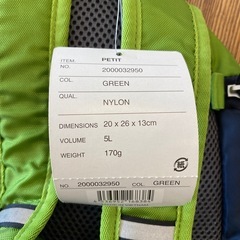 ITEM. PETIT
NO. 2000032950
COL. GREEN
QUAL. NYLON
DIMENSIONS 20 x 26 x 13cm
VOLUME 5L
WEIGHT 170g
NO. 2000032950 COL. GREEN